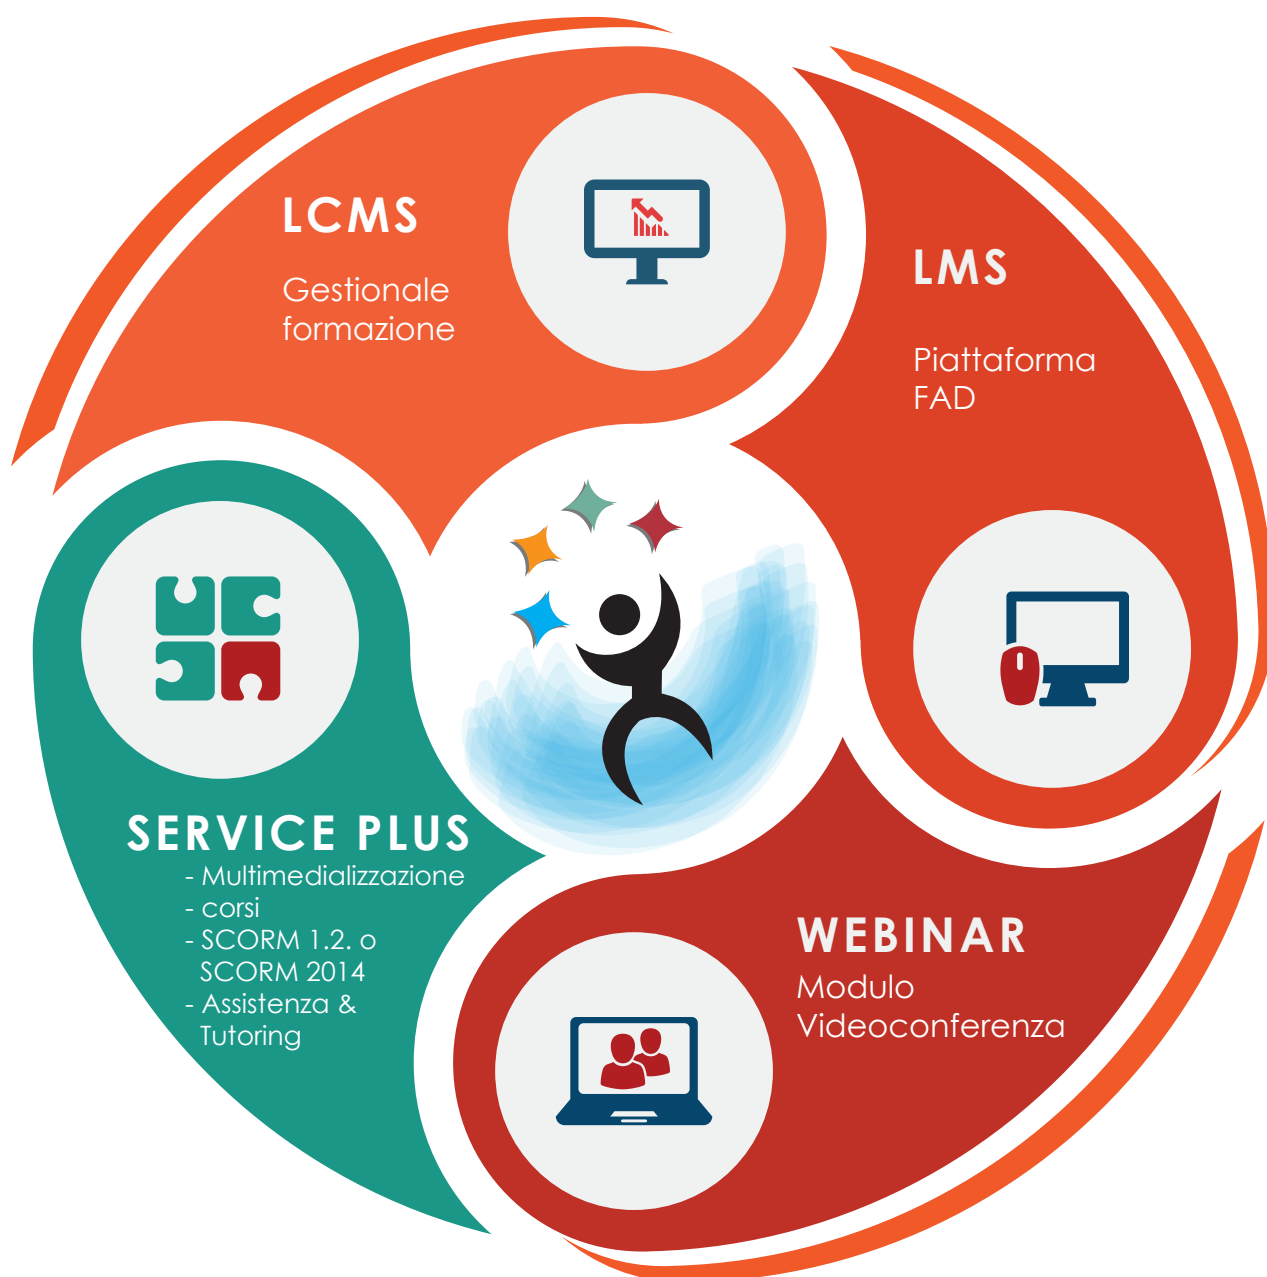 LCMS
Gestionale
formazione
LMS
Piattaforma
FAD
SERVICE PLUS
- Multimedializzazione
- corsi
- SCORM 1.2. o
SCORM 2014
- Assistenza &
Tutoring
WEBINAR
Modulo
Videoconferenza